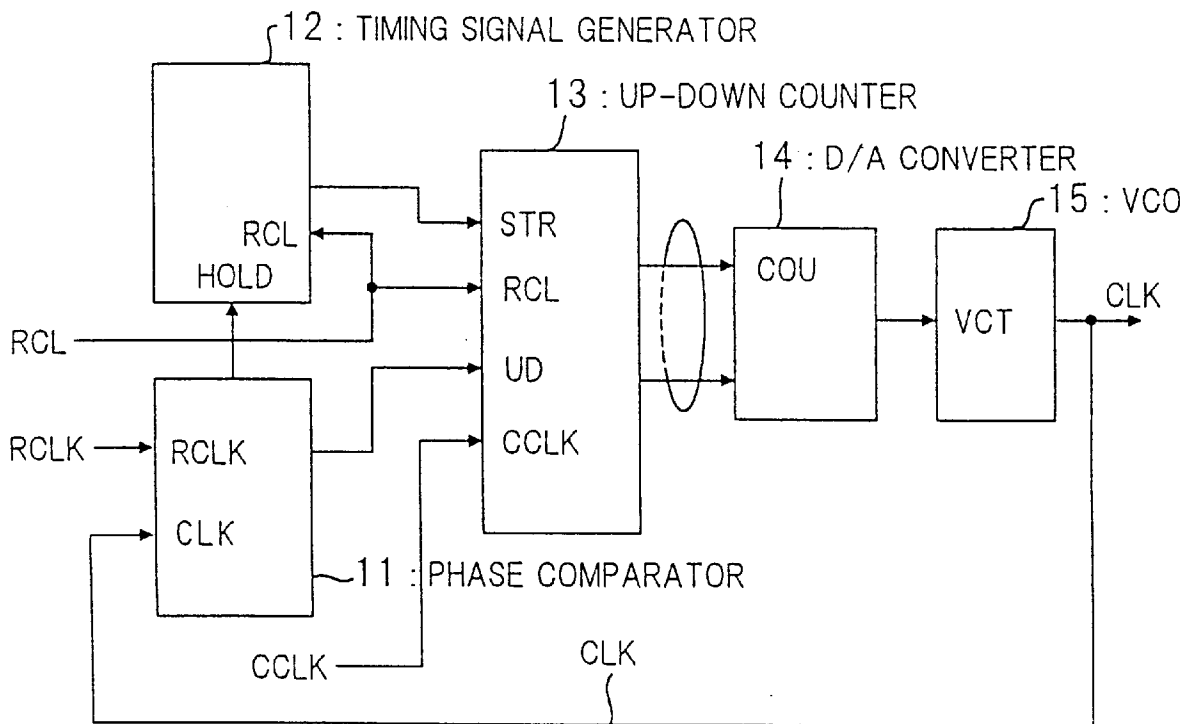 12 : TIMING SIGNAL GENERATOR
13 : UP-DOWN COUNTER
14 : D/A CONVERTER
15 : VCO
STR
RCL
HOLD
RCL
COU
VCT
CLK
RCL
UD
RCLK
RCLK
CCLK
CLK
11 : PHASE COMPARATOR
CCLK
CLK